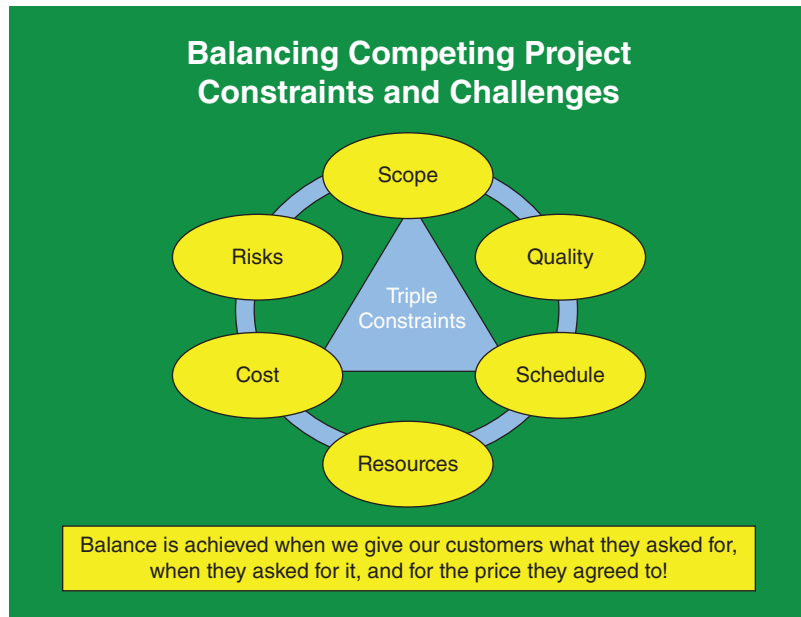 Balancing Competing Project
Constraints and Challenges
Scope
Risks
Quality
Triple
Constraints
Cost
Schedule
Resources
Balance is achieved when we give our customers what they asked for,
when they asked for it, and for the price they agreed to!